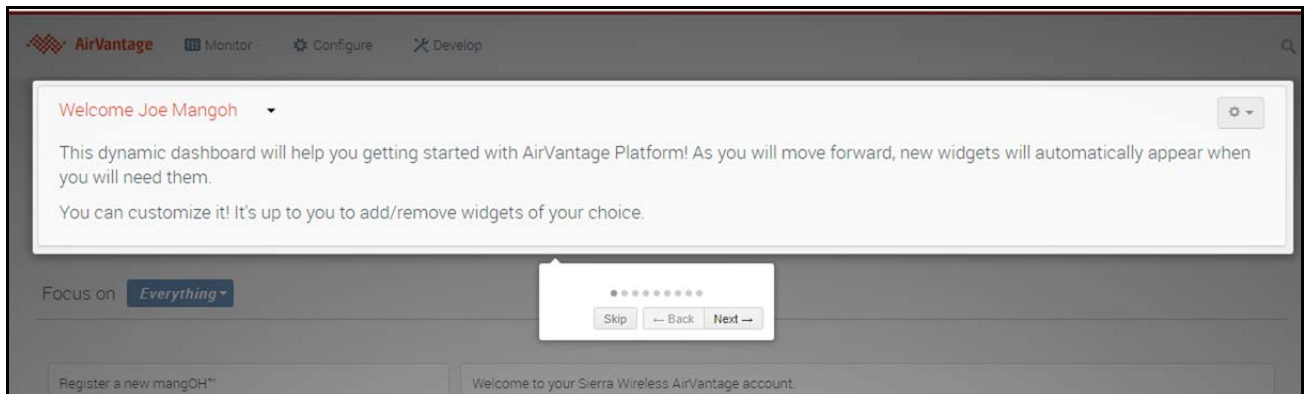 AirVantage Monitor Configure Develop
Welcome Joe Mangoh
This dynamic dashboard will help you getting started with AirVantage Platform! As you will move forward, new widgets will automatically appear when
you will need them.
You can customize it! It's up to you to add/remove widgets of your choice.
Focus on Everything
Skip ← Back Next →
Register a new mangOH™ Welcome to your Sierra Wireless AirVantage account.